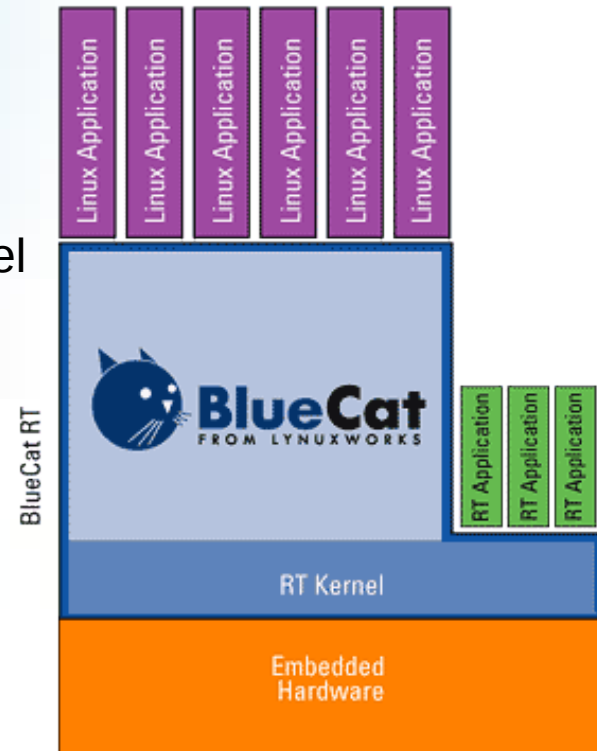 Linux Application
Linux Application
Linux Application
Linux Application
Linux Application
Linux Application
el
BlueCat
FROM LYNUXWORKS
RT Application
RT Application
RT Application
BlueCat RT
RT Kernel
Embedded
Hardware